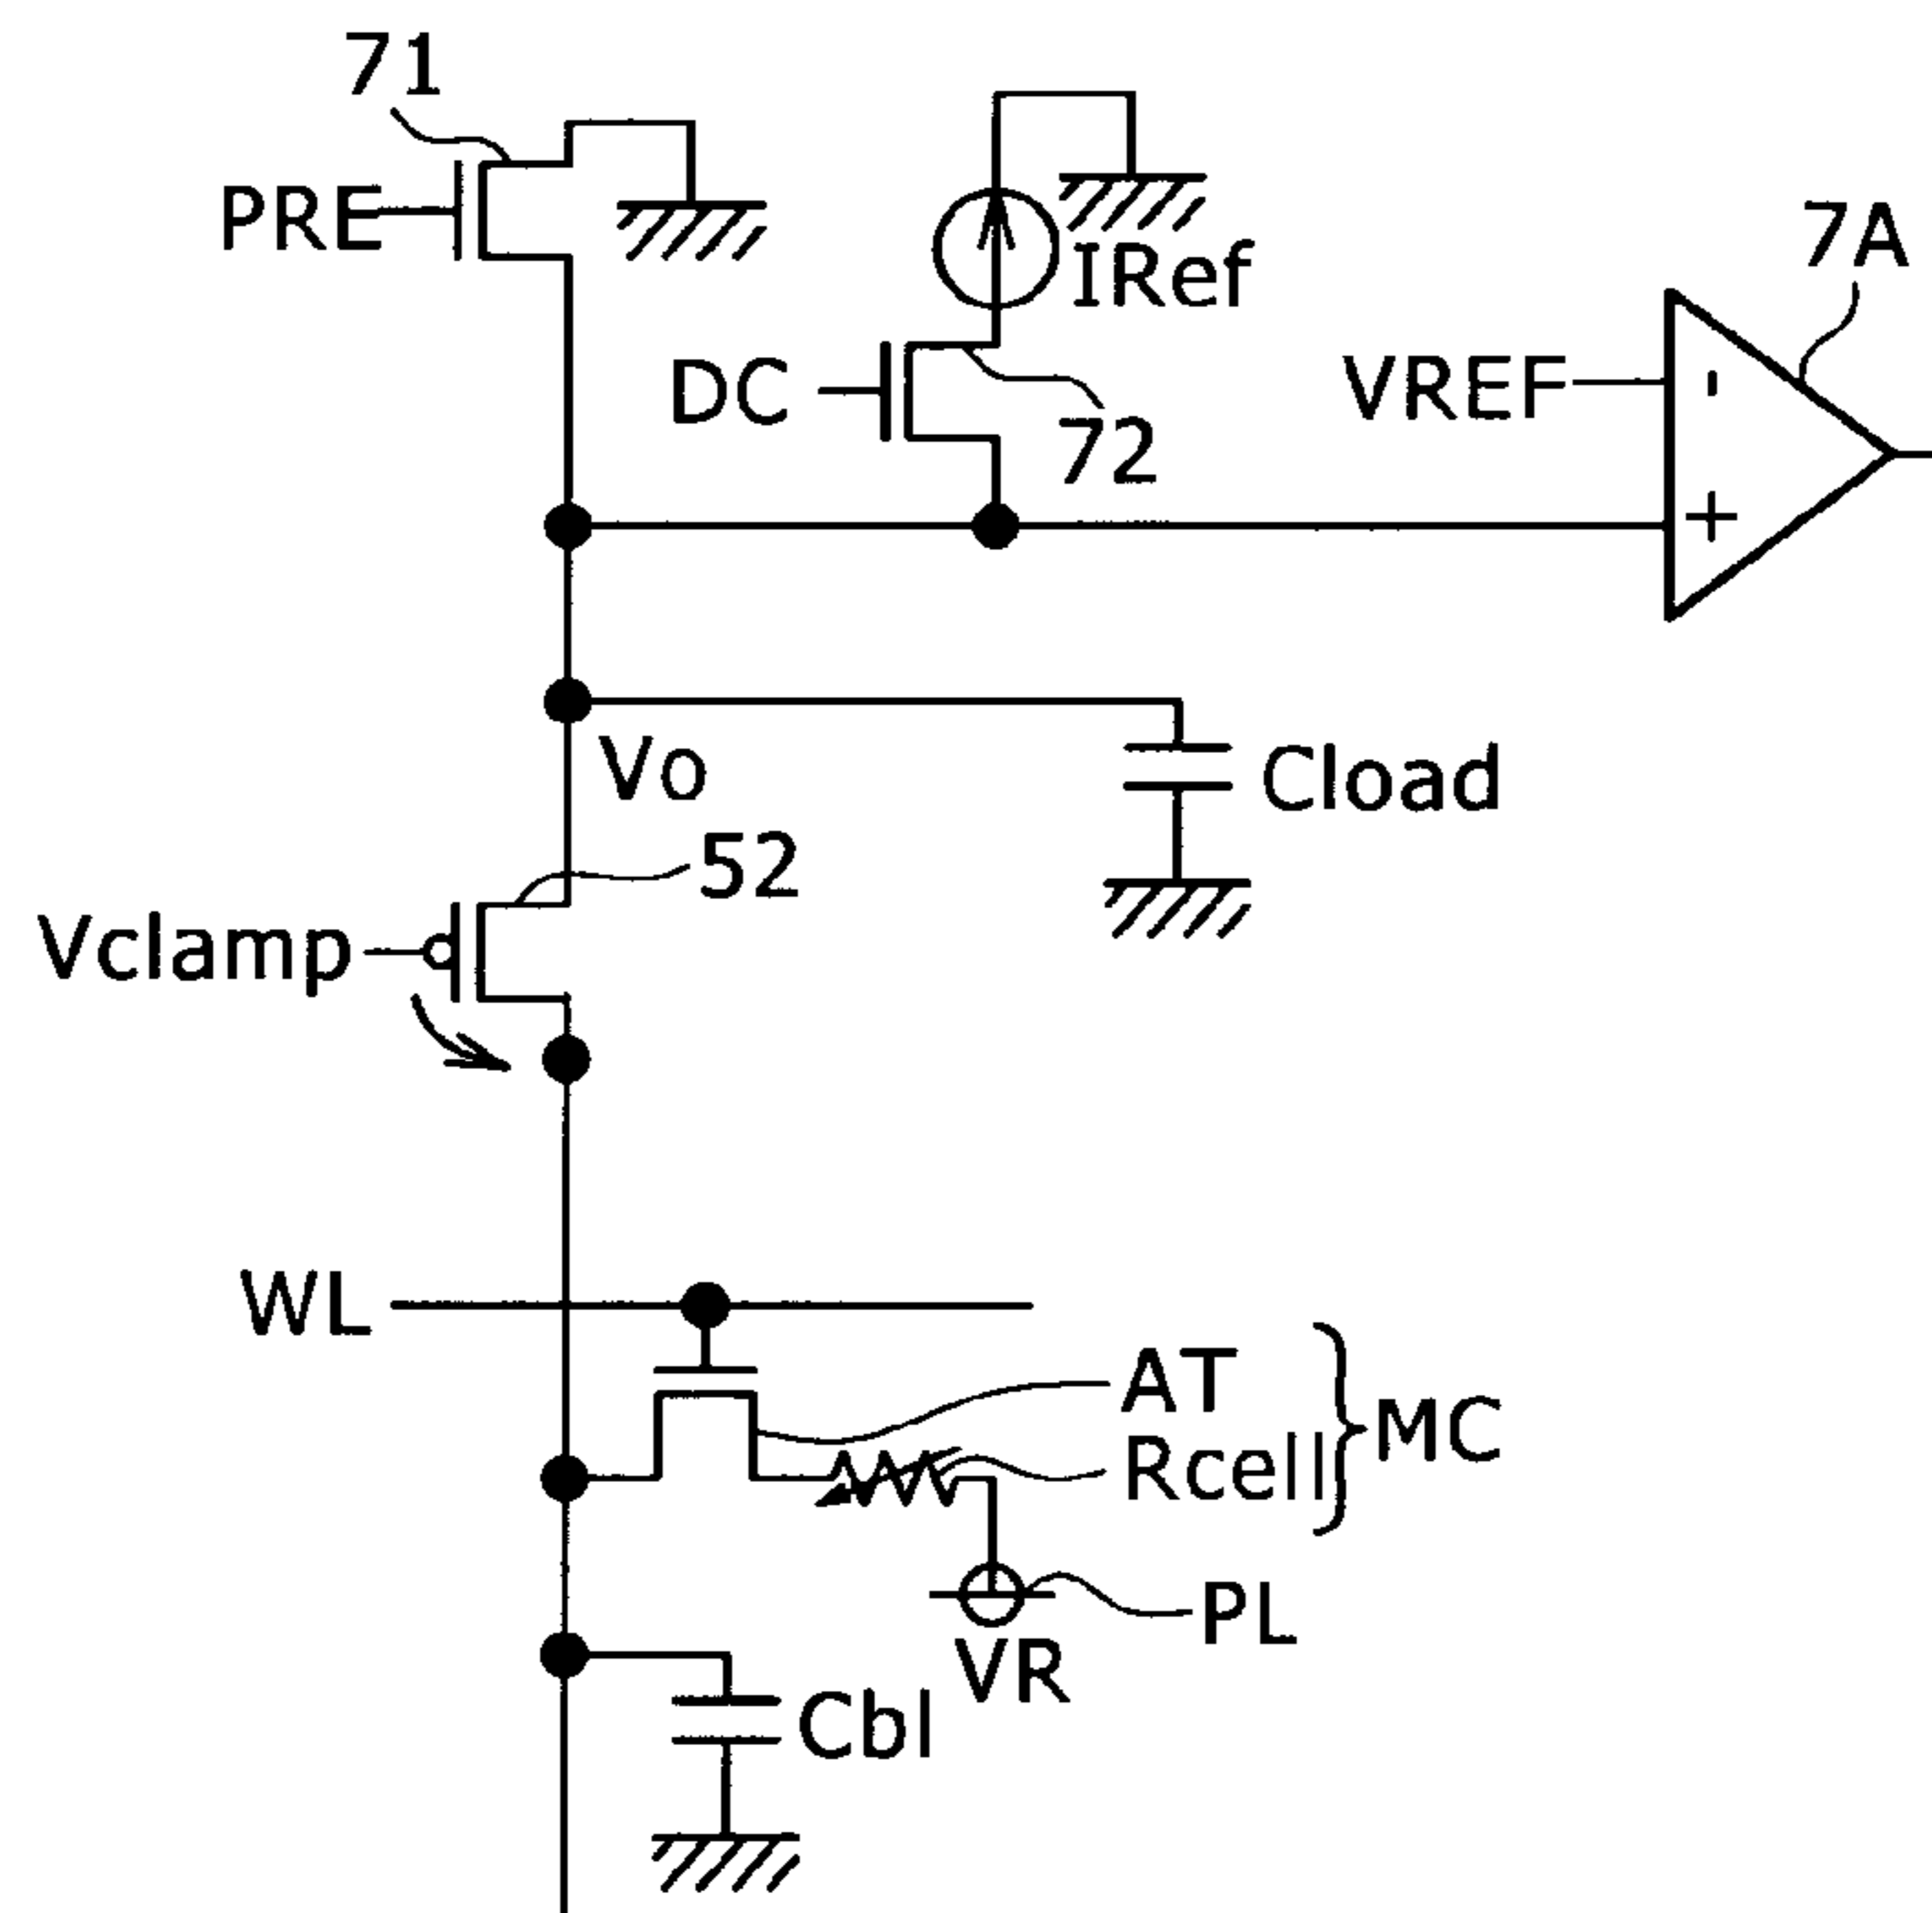 71
PRE
IRef
7A
DC
72
VREF
-
+
Vo
Cload
52
Vclamp
WL
AT
Rcell
MC
PL
VR
Cbl